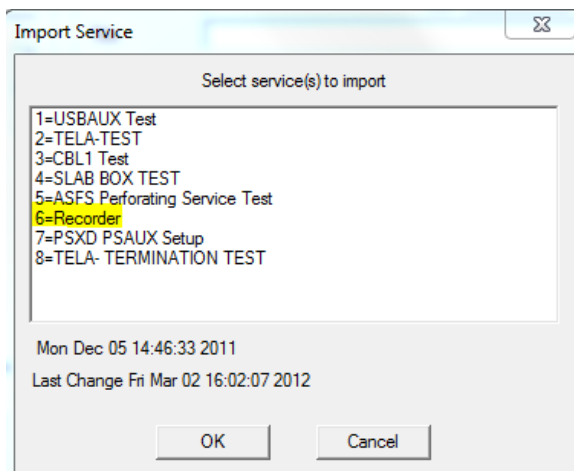 Import Service
Select service(s) to import
1=USBAUX Test
2=TELA-TEST
3=CBL1 Test
4=SLAB BOX TEST
5=ASFS Perforating Service Test
6=Recorder
7=PSXD PSAUX Setup
8=TELA- TERMINATION TEST
Mon Dec 05 14:46:33 2011
Last Change Fri Mar 02 16:02:07 2012
OK Cancel